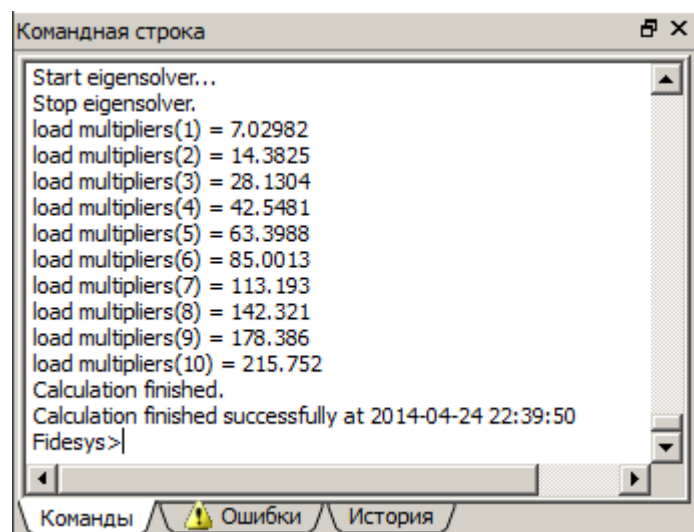 Командная строка
Start eigensolver...
Stop eigensolver.
load multipliers(1) = 7.02982
load multipliers(2) = 14.3825
load multipliers(3) = 28.1304
load multipliers(4) = 42.5481
load multipliers(5) = 63.3988
load multipliers(6) = 85.0013
load multipliers(7) = 113.193
load multipliers(8) = 142.321
load multipliers(9) = 178.386
load multipliers(10) = 215.752
Calculation finished.
Calculation finished successfully at 2014-04-24 22:39:50
Fidesys>
Команды Ошибки История